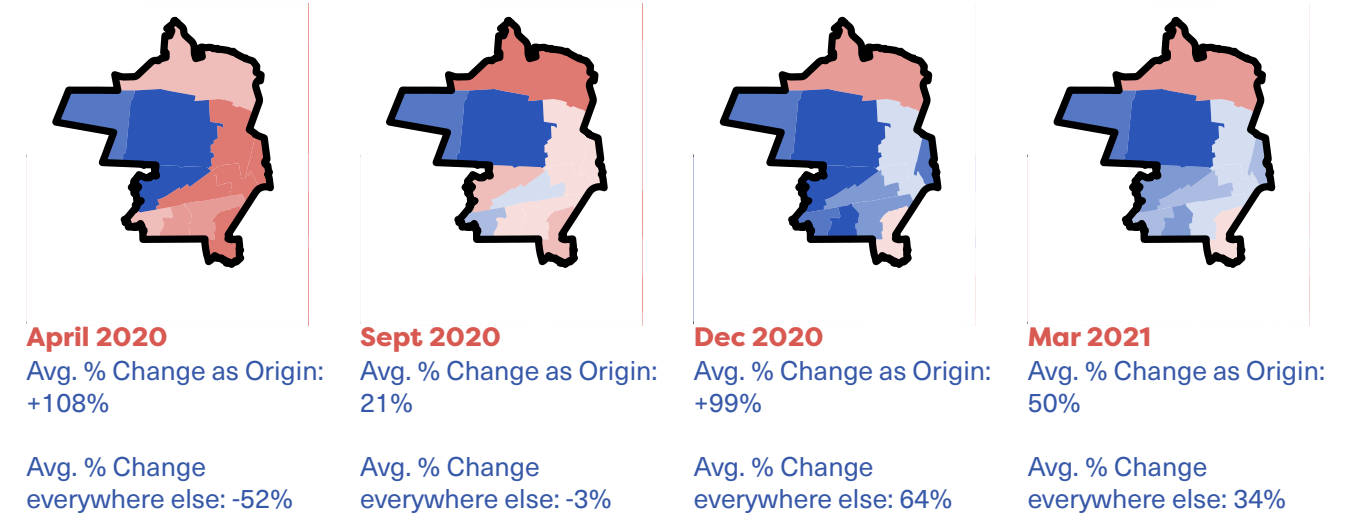 April 2020
Avg. % Change as Origin:
+108%
Avg. % Change
everywhere else: -52%
Sept 2020
Avg. % Change as Origin:
21%
Avg. % Change
everywhere else: -3%
Dec 2020
Avg. % Change as Origin:
+99%
Avg. % Change
everywhere else: 64%
Mar 2021
Avg. % Change as Origin:
50%
Avg. % Change
everywhere else: 34%